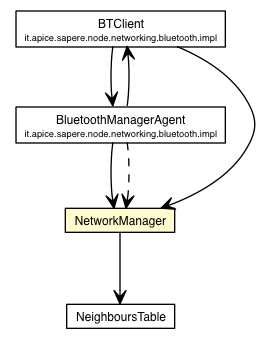 BTClient
it.apice.sapere.node.networking.bluetooth.impl
BluetoothManagerAgent
it.apice.sapere.node.networking.bluetooth.impl
NetworkManager
NeighboursTable